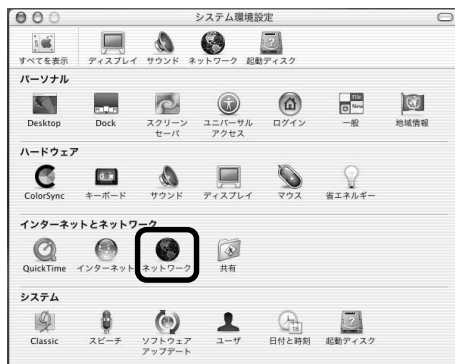 システム環境設定
すべてを表示 ディスプレイ サウンド ネットワーク 起動ディスク
パーソナル
Desktop Dock スクリーンセーバ ユニバーサルアクセス ログイン 一般 地域情報
ハードウェア
ColorSync キーボード サウンド ディスプレイ マウス 省エネルギー
インターネットとネットワーク
QuickTime インターネット ネットワーク 共有
システム
Classic スピーチ ソフトウェアアップデート ユーザ 日付と時刻 起動ディスク